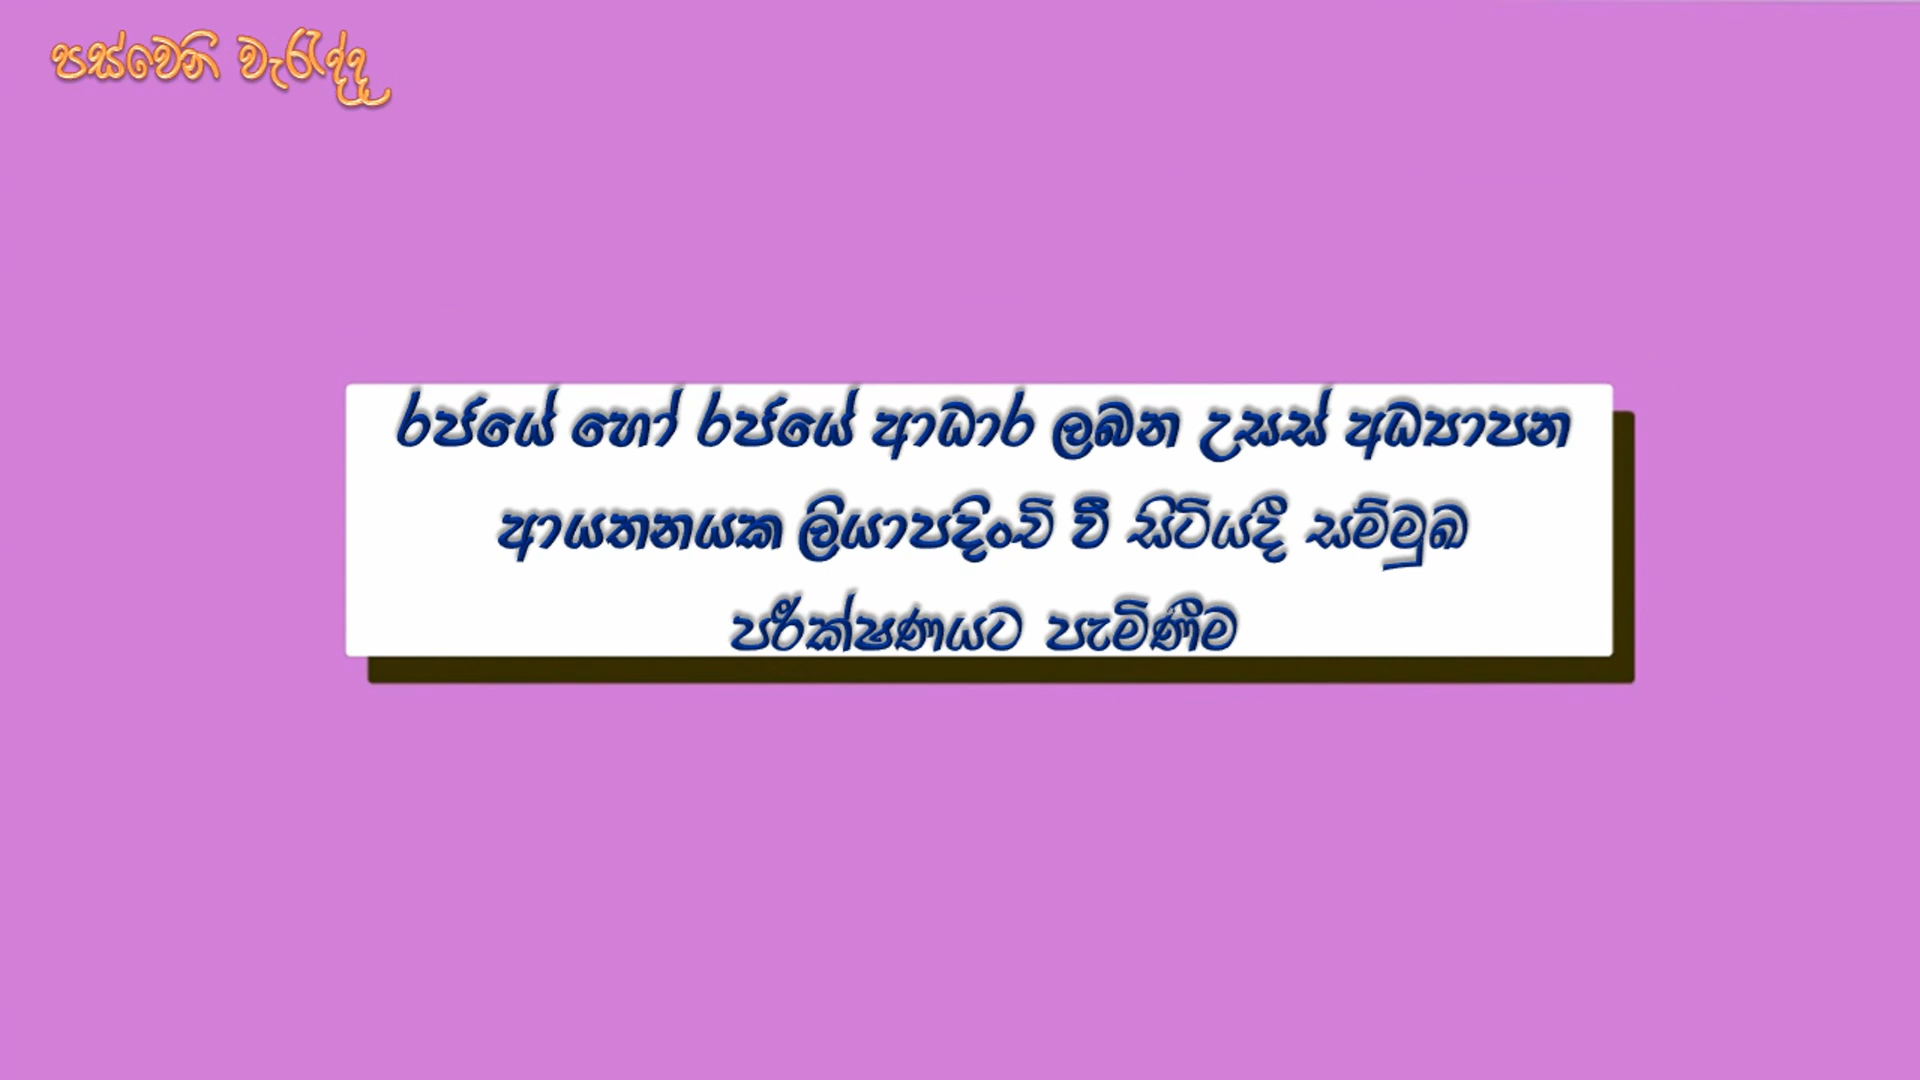 පස්වෙනි වැරැද්ද
රජයේ හෝ රජයේ ආධාර ලබන උසස් අධ්‍යාපන
ආයතනයක ලියාපදිංචි වී සිටියදී සම්මුඛ
පරීක්ෂණයට පැමිණීම